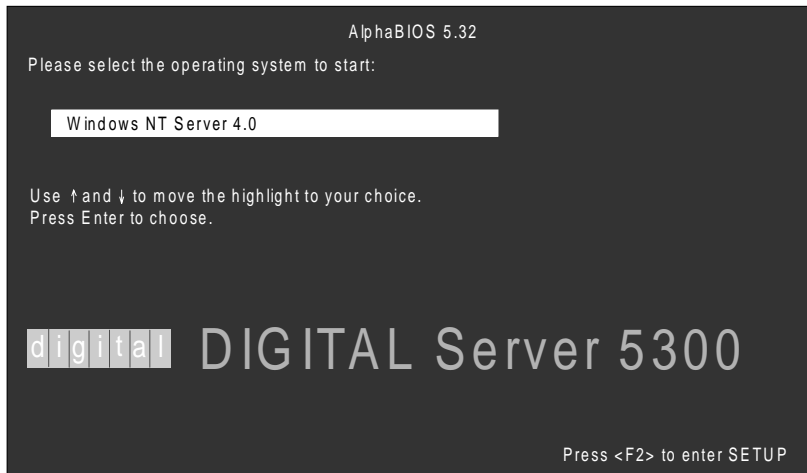 AlphaBIOS 5.32
Please select the operating system to start:
Windows NT Server 4.0
Use ↑ and ↓ to move the highlight to your choice.
Press Enter to choose.
digital DIGITAL Server 5300
Press <F2> to enter SETUP